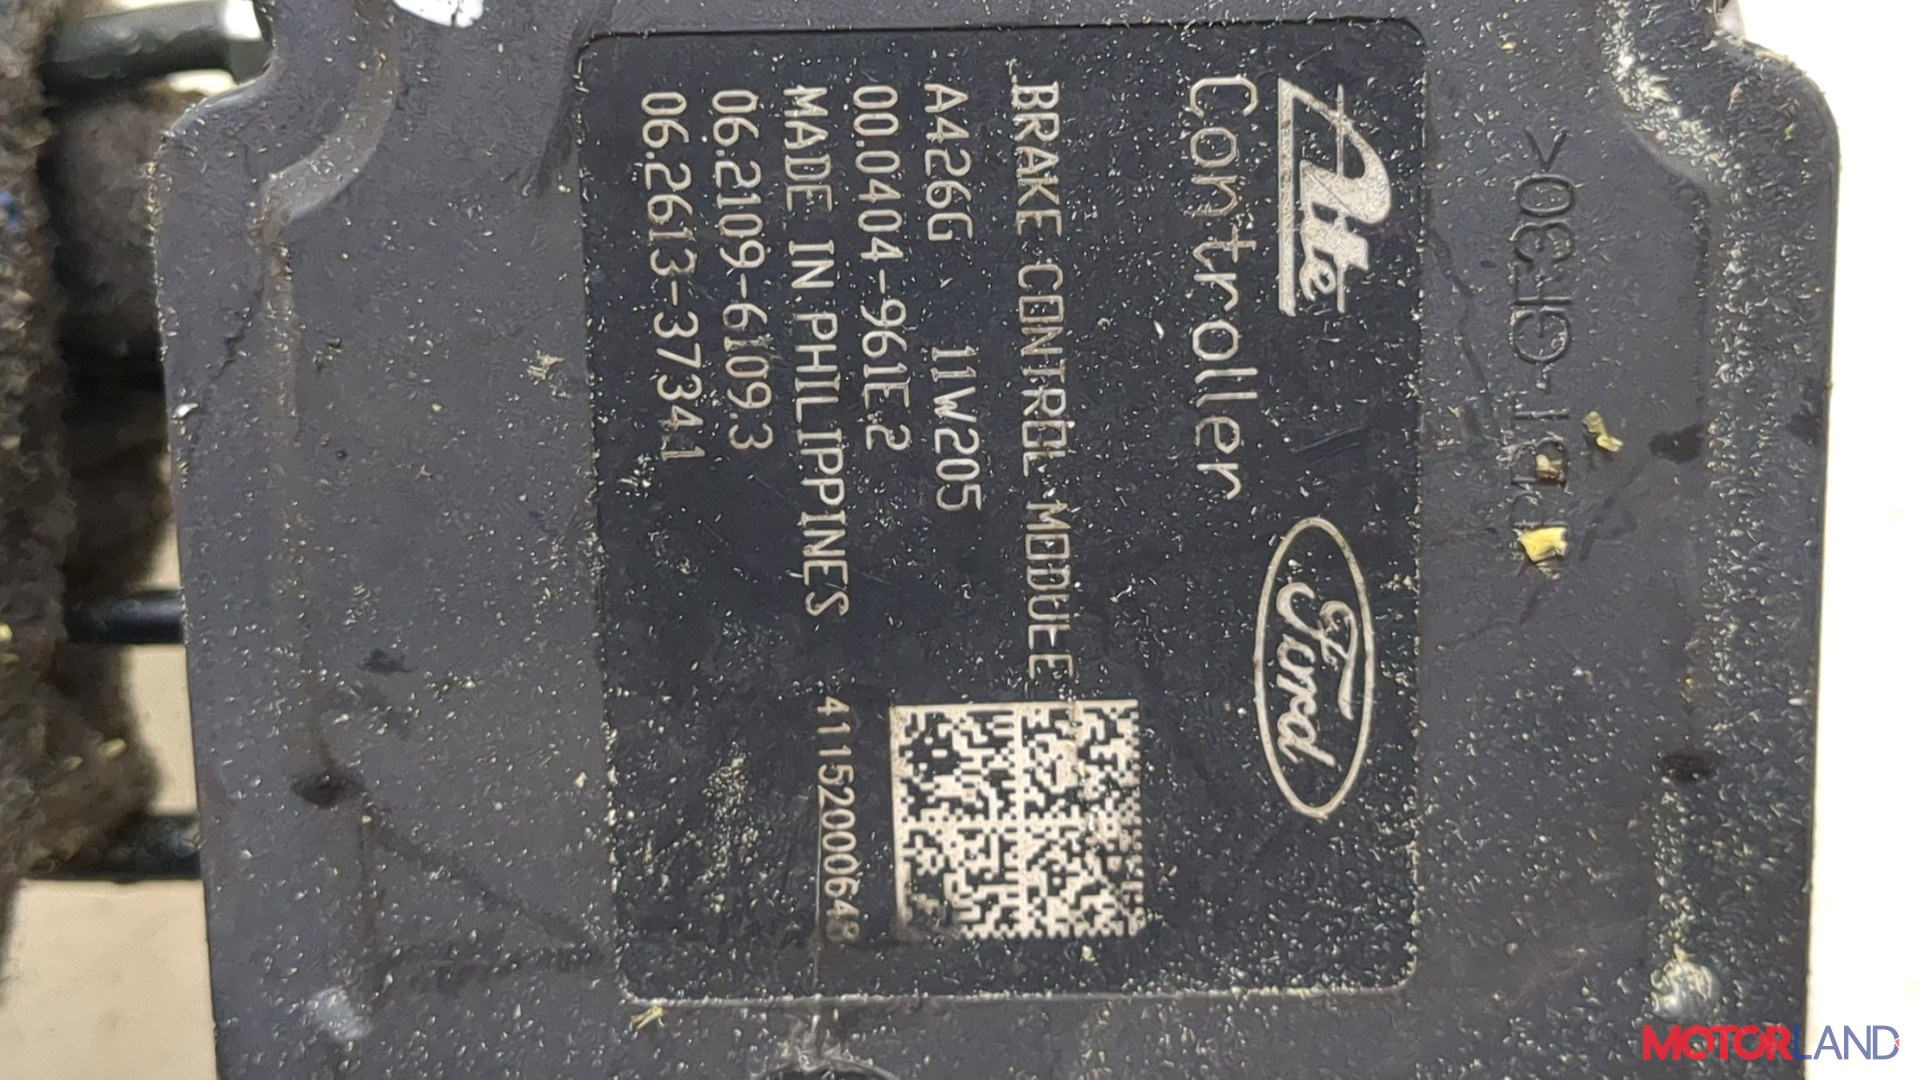 >PBT-GF30<
Ate
Ford
Controller
BRAKE CONTROL MODULE
A426G 11W205
00.0404-961E.2
MADE IN PHILIPPINES 4115200648
06.2109-6109.3
06.2613-3734.1
MOTORLAND